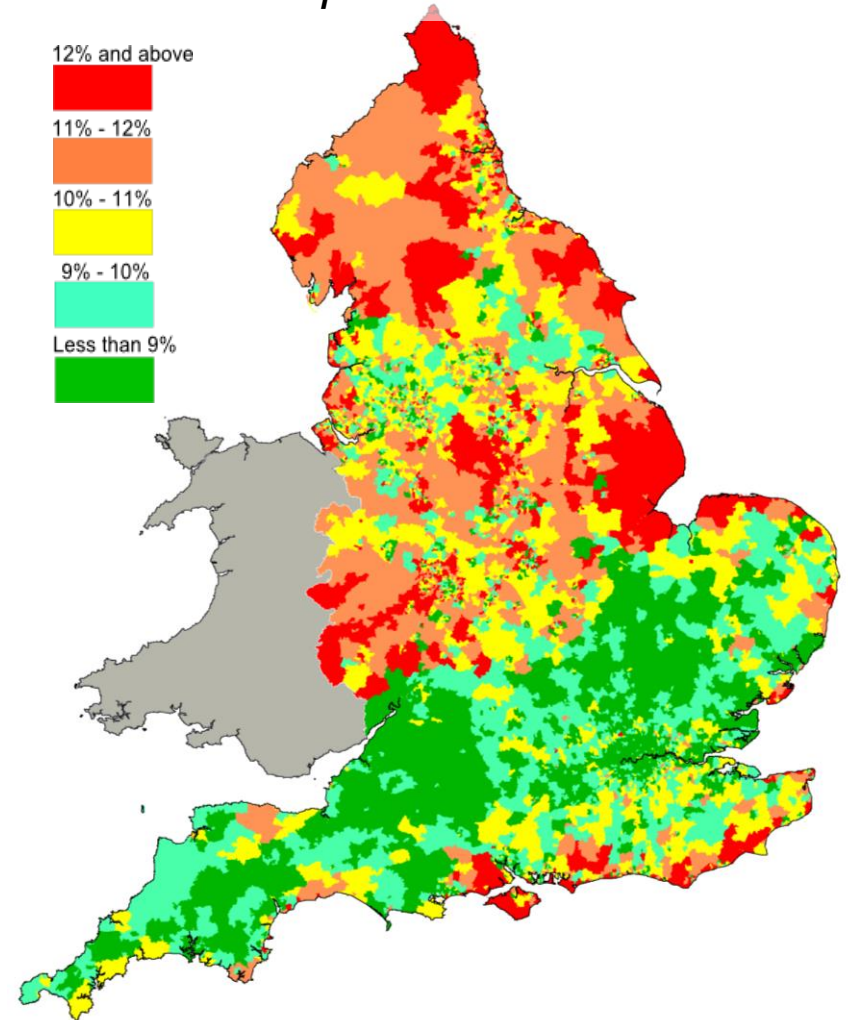 12% and above
11% - 12%
10% - 11%
9% - 10%
Less than 9%